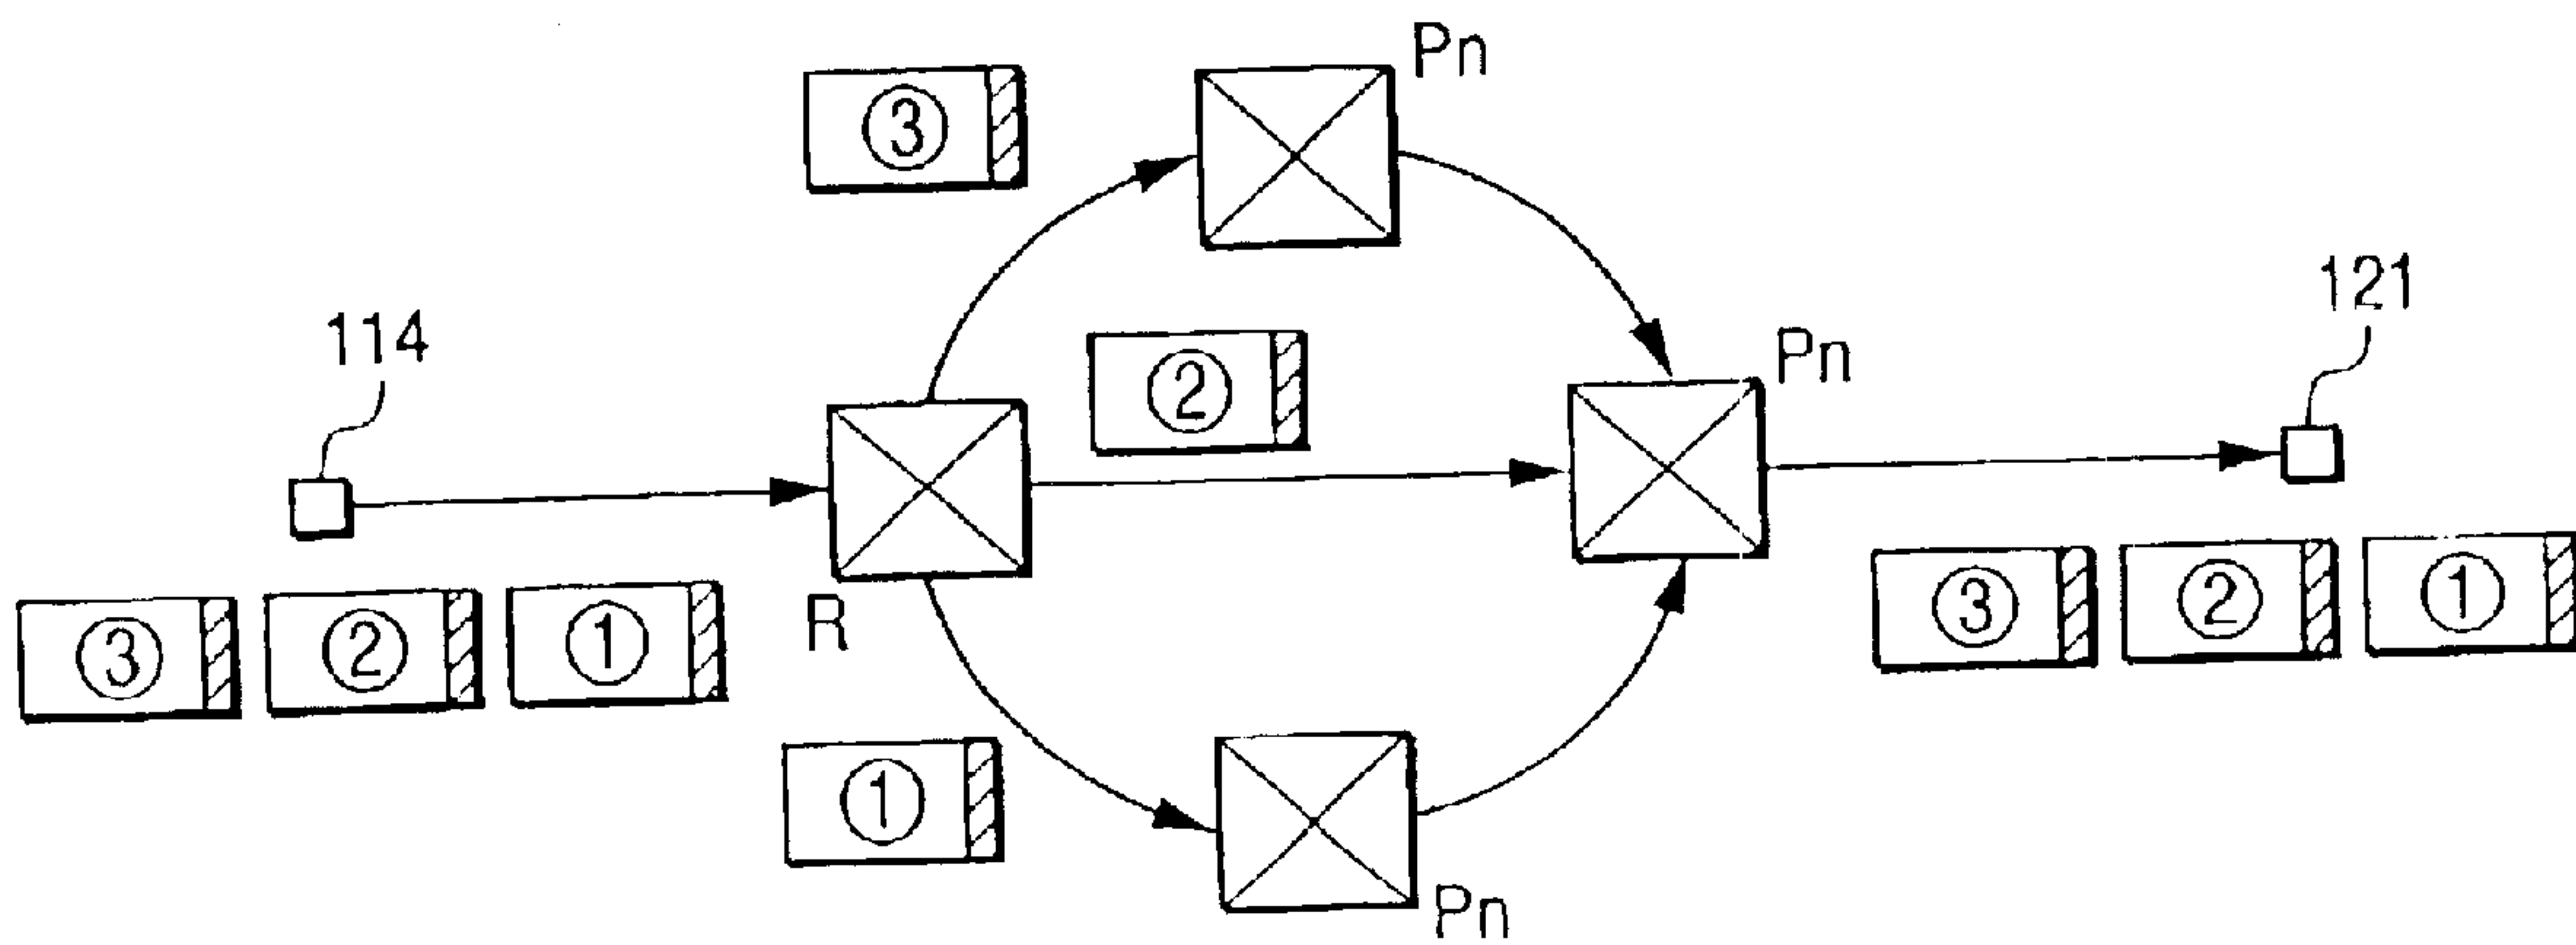 Pn
③
121
114
②
Pn
③ ② ①
R
③ ② ①
①
Pn